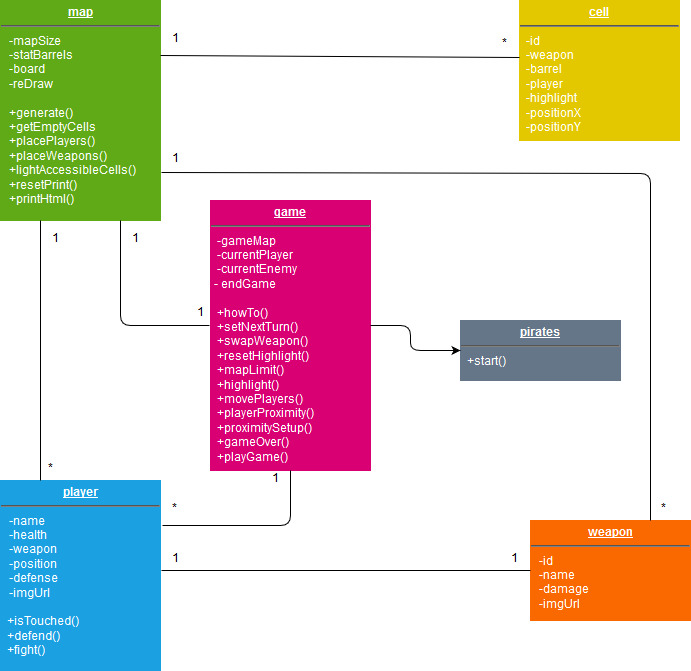 map
-mapSize
-statBarrels
-board
-reDraw
+generate()
+getEmptyCells
+placePlayers()
+placeWeapons()
+lightAccessibleCells()
+resetPrint()
+printHtml()
1
*
cell
-id
-weapon
-barrel
-player
-highlight
-positionX
-positionY
1
1
1
1
game
-gameMap
-currentPlayer
-currentEnemy
- endGame
+howTo()
+setNextTurn()
+swapWeapon()
+resetHighlight()
+mapLimit()
+highlight()
+movePlayers()
+playerProximity()
+proximitySetup()
+gameOver()
+playGame()
pirates
+start()
*
1
*
*
player
-name
-health
-weapon
-position
-defense
-imgUrl
+isTouched()
+defend()
+fight()
1
1
weapon
-id
-name
-damage
-imgUrl